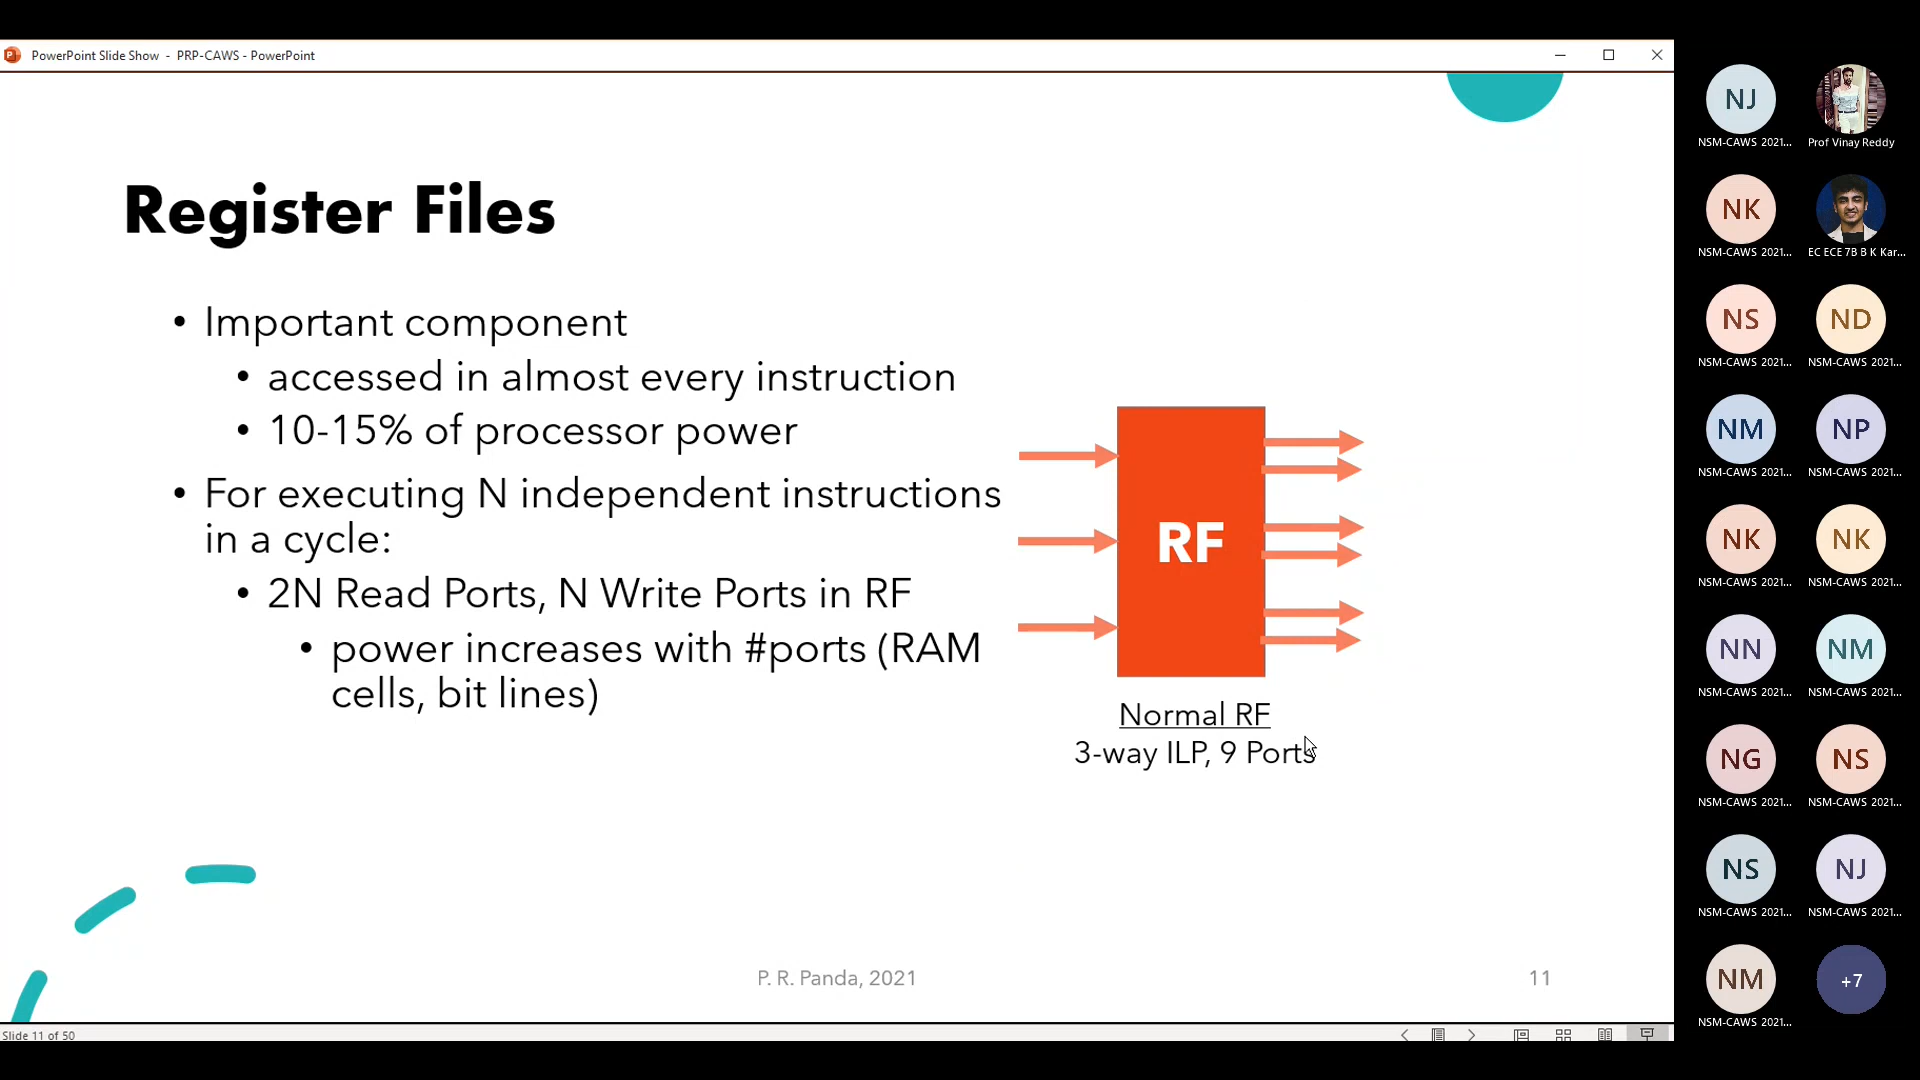 PowerPoint Slide Show - PRP-CAWS - PowerPoint
Register Files
• Important component
• accessed in almost every instruction
• 10-15% of processor power
• For executing N independent instructions
in a cycle:
• 2N Read Ports, N Write Ports in RF
• power increases with #ports (RAM
cells, bit lines)
RF
Normal RF
3-way ILP, 9 Ports
P. R. Panda, 2021
11
Slide 11 of 50
NJ
NSM-CAWS 2021...
Prof Vinay Reddy
NK
NSM-CAWS 2021...
EC ECE 7B B K Kar...
NS
NSM-CAWS 2021...
ND
NSM-CAWS 2021...
NM
NSM-CAWS 2021...
NP
NSM-CAWS 2021...
NK
NSM-CAWS 2021...
NK
NSM-CAWS 2021...
NN
NSM-CAWS 2021...
NM
NSM-CAWS 2021...
NG
NSM-CAWS 2021...
NS
NSM-CAWS 2021...
NS
NSM-CAWS 2021...
NJ
NSM-CAWS 2021...
NM
NSM-CAWS 2021...
+7